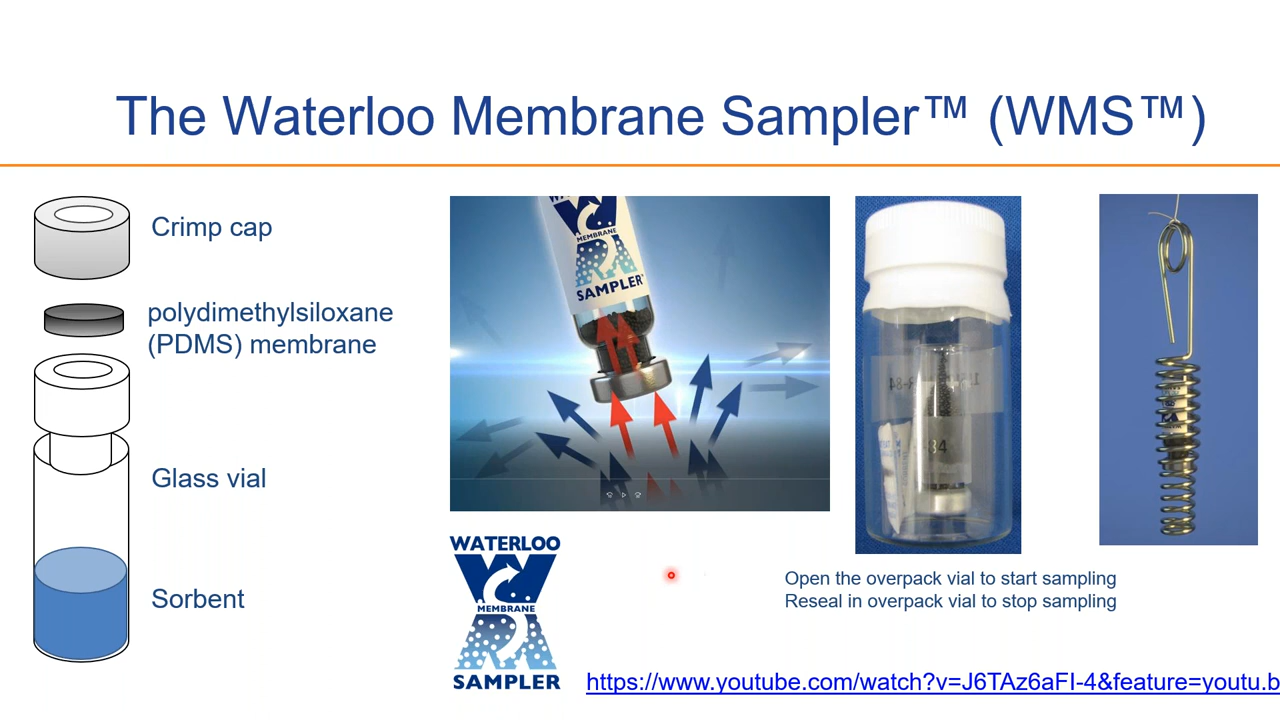 The Waterloo Membrane Sampler™ (WMS™)
Crimp cap
polydimethylsiloxane
(PDMS) membrane
Glass vial
Sorbent
MEMBRANE
SAMPLER
84
WATERLOO
MEMBRANE
SAMPLER
Open the overpack vial to start sampling
Reseal in overpack vial to stop sampling
https://www.youtube.com/watch?v=J6TAz6aFI-4&feature=youtu.b